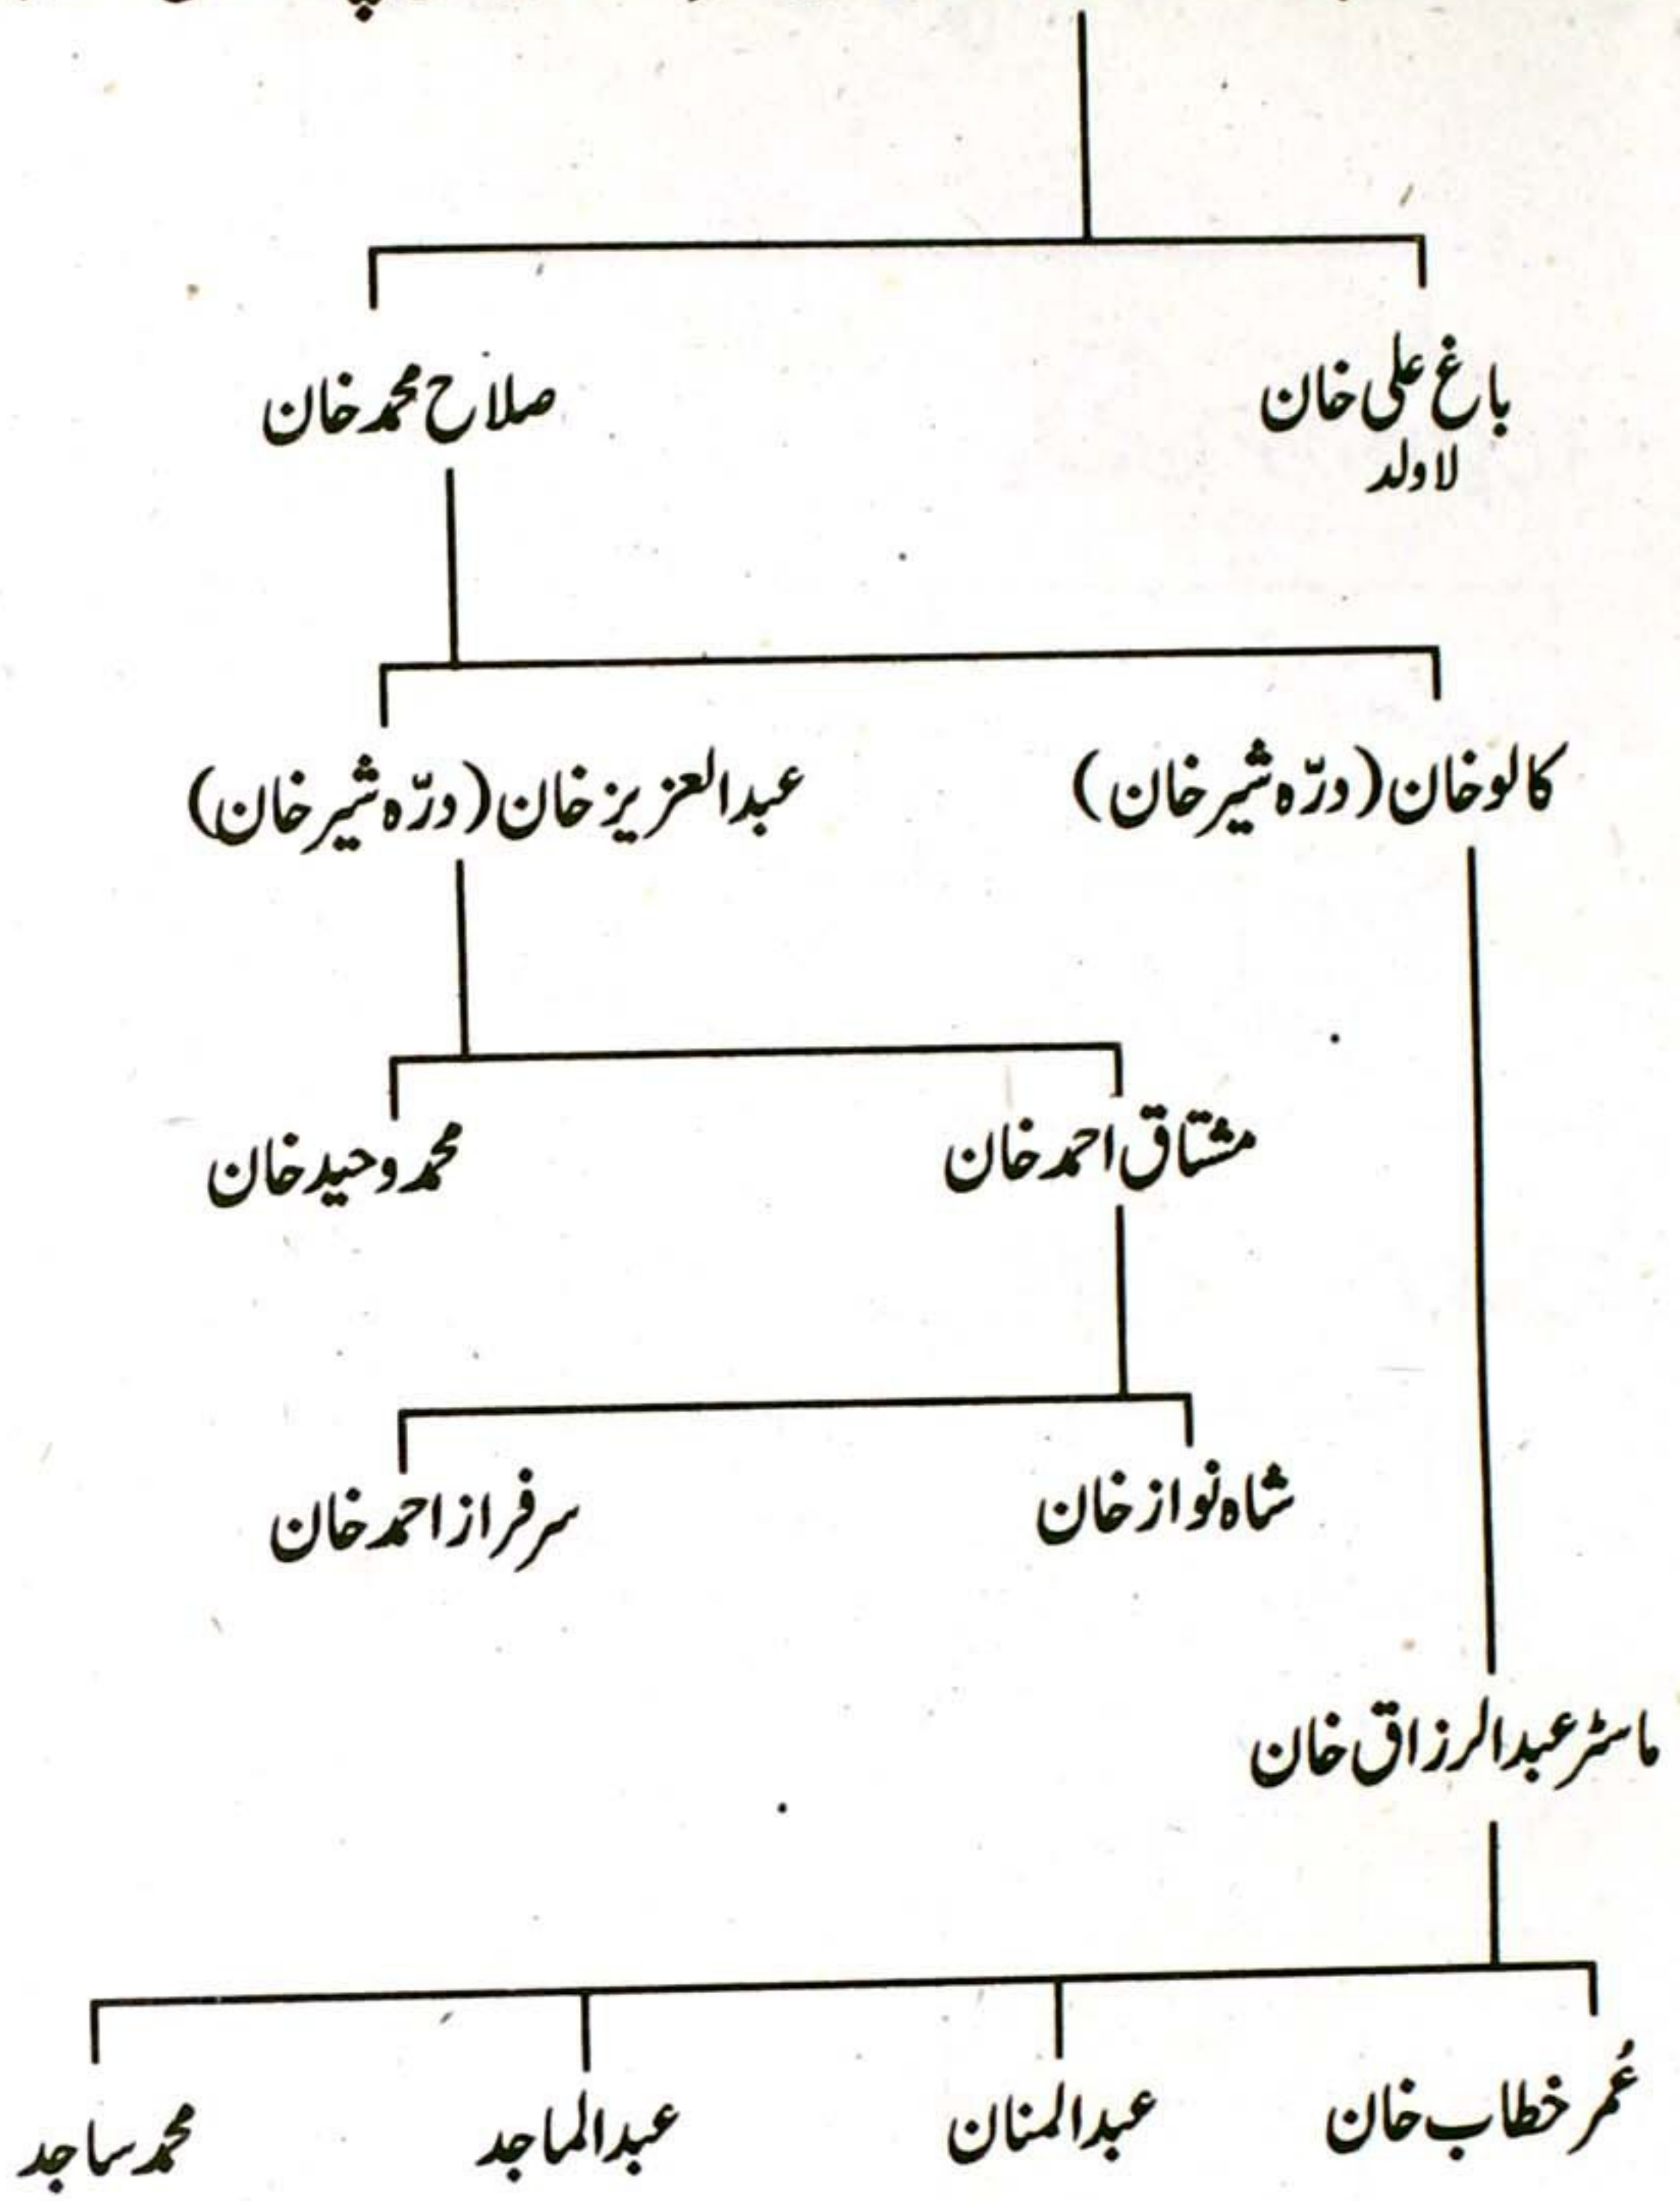 باغ علی خان
لاولد
صلاح محمد خان
کالو خان (درّہ شیر خان)
عبدالعزیز خان (درّہ شیر خان)
مشتاق احمد خان
محمد وحید خان
شاہ نواز خان
سرفراز احمد خان
ماسٹر عبدالرزاق خان
عُمر خطاب خان
عبدالمنان
عبدالماجد
محمد ساجد